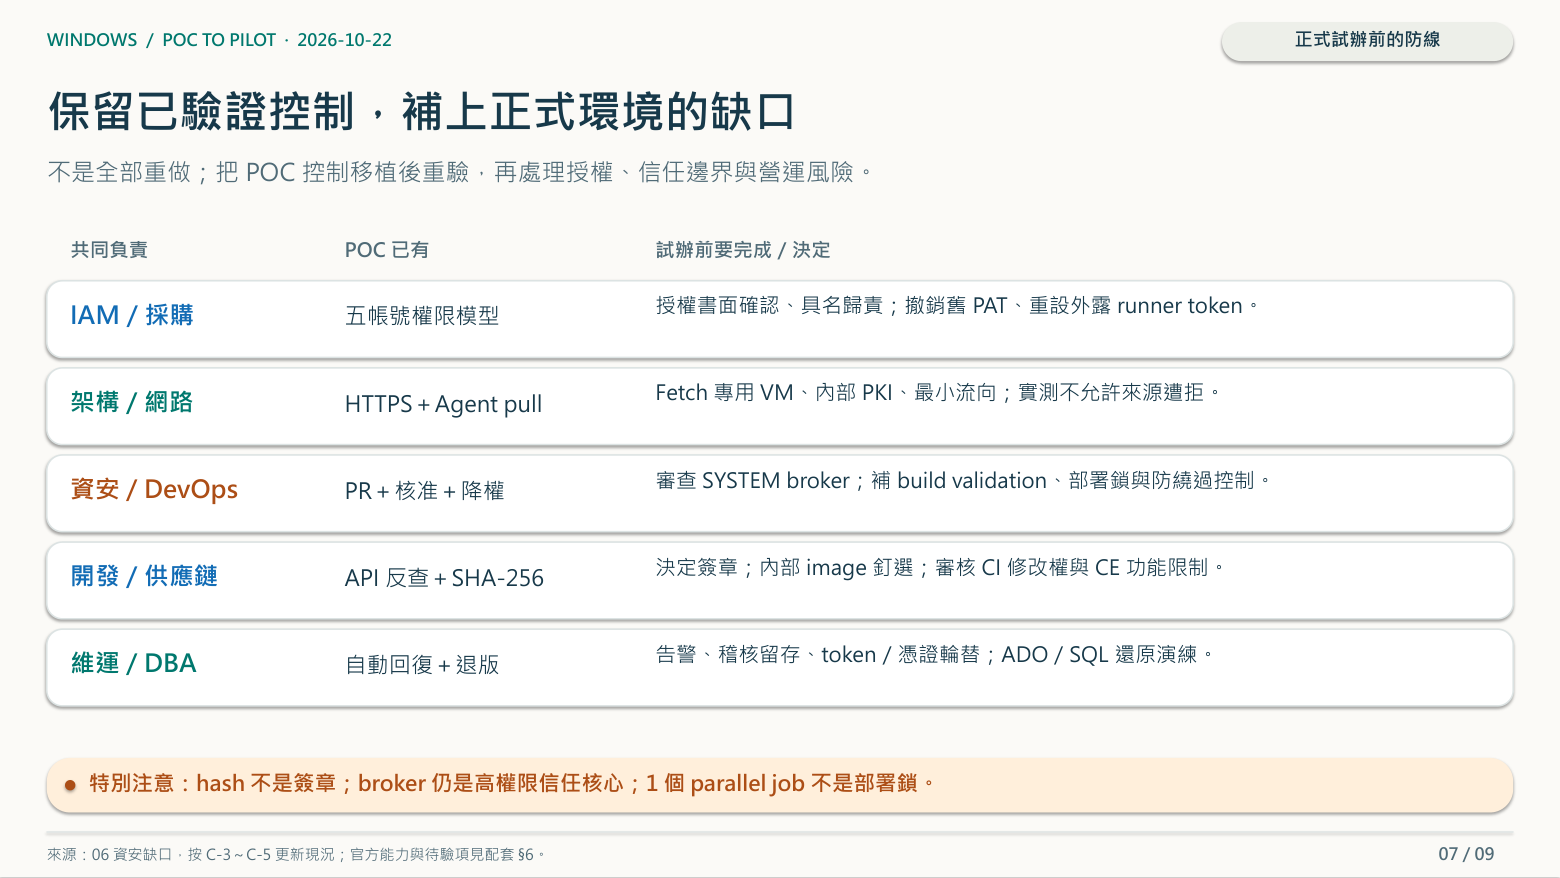 WINDOWS / POC TO PILOT · 2026-10-22
正式試辦前的防線
保留已驗證控制，補上正式環境的缺口
不是全部重做；把 POC 控制移植後重驗，再處理授權、信任邊界與營運風險。
共同負責 POC 已有 試辦前要完成 / 決定
IAM / 採購 五帳號權限模型 授權書面確認、具名歸責；撤銷舊 PAT、重設外露 runner token。
架構 / 網路 HTTPS + Agent pull Fetch 專用 VM、內部 PKI、最小流向；實測不允許來源遭拒。
資安 / DevOps PR + 核准 + 降權 審查 SYSTEM broker；補 build validation、部署鎖與防繞過控制。
開發 / 供應鏈 API 反查 + SHA-256 決定簽章；內部 image 釘選；審核 CI 修改權與 CE 功能限制。
維運 / DBA 自動回復 + 退版 告警、稽核留存、token / 憑證輪替；ADO / SQL 還原演練。
特別注意：hash 不是簽章；broker 仍是高權限信任核心；1 個 parallel job 不是部署鎖。
來源：06 資安缺口，按 C-3～C-5 更新現況；官方能力與待驗項見配套 §6。
07 / 09